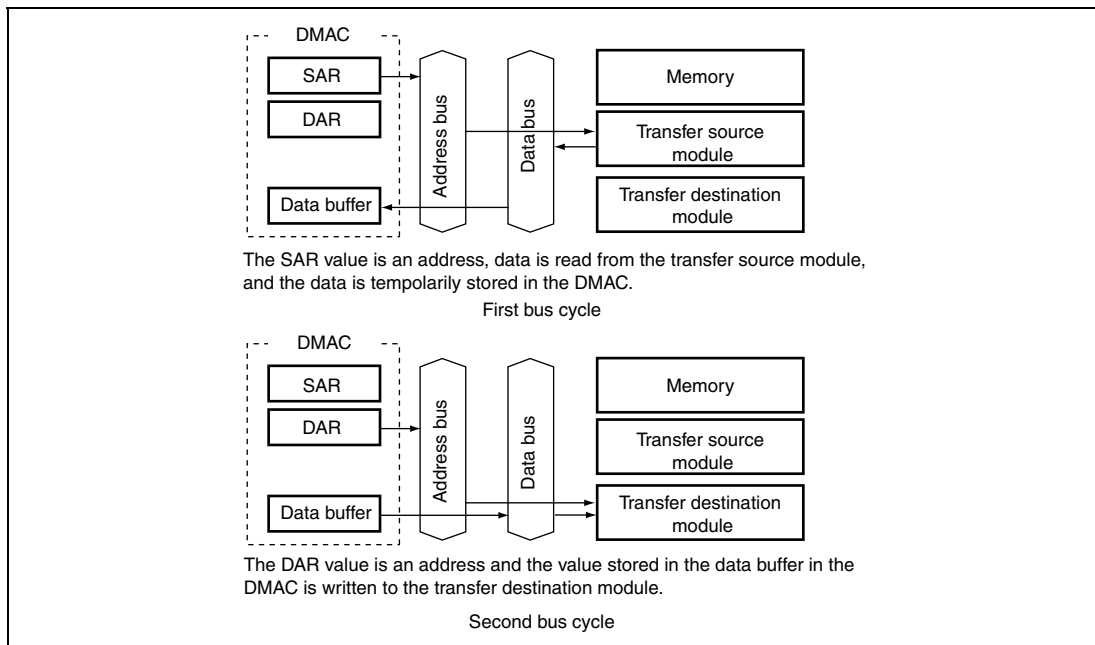 DMAC
SAR
DAR
Data buffer
Address bus
Data bus
Memory
Transfer source
module
Transfer destination
module
The SAR value is an address, data is read from the transfer source module,
and the data is tempolarily stored in the DMAC.
First bus cycle
DMAC
SAR
DAR
Data buffer
Address bus
Data bus
Memory
Transfer source
module
Transfer destination
module
The DAR value is an address and the value stored in the data buffer in the
DMAC is written to the transfer destination module.
Second bus cycle